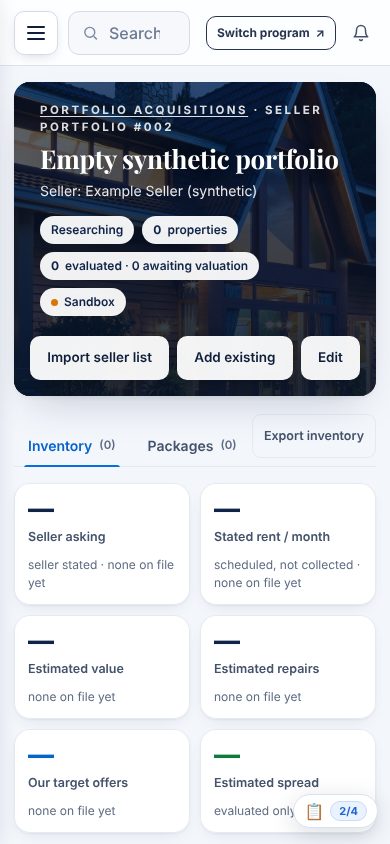 Search
Switch program ↗
PORTFOLIO ACQUISITIONS · SELLER
PORTFOLIO #002
Empty synthetic portfolio
Seller: Example Seller (synthetic)
Researching
0 properties
0 evaluated · 0 awaiting valuation
Sandbox
Import seller list
Add existing
Edit
Inventory (0)
Packages (0)
Export inventory
—
Seller asking
seller stated · none on file
yet
—
Stated rent / month
scheduled, not collected ·
none on file yet
—
Estimated value
none on file yet
—
Estimated repairs
none on file yet
—
Our target offers
none on file yet
—
Estimated spread
evaluated only
2/4